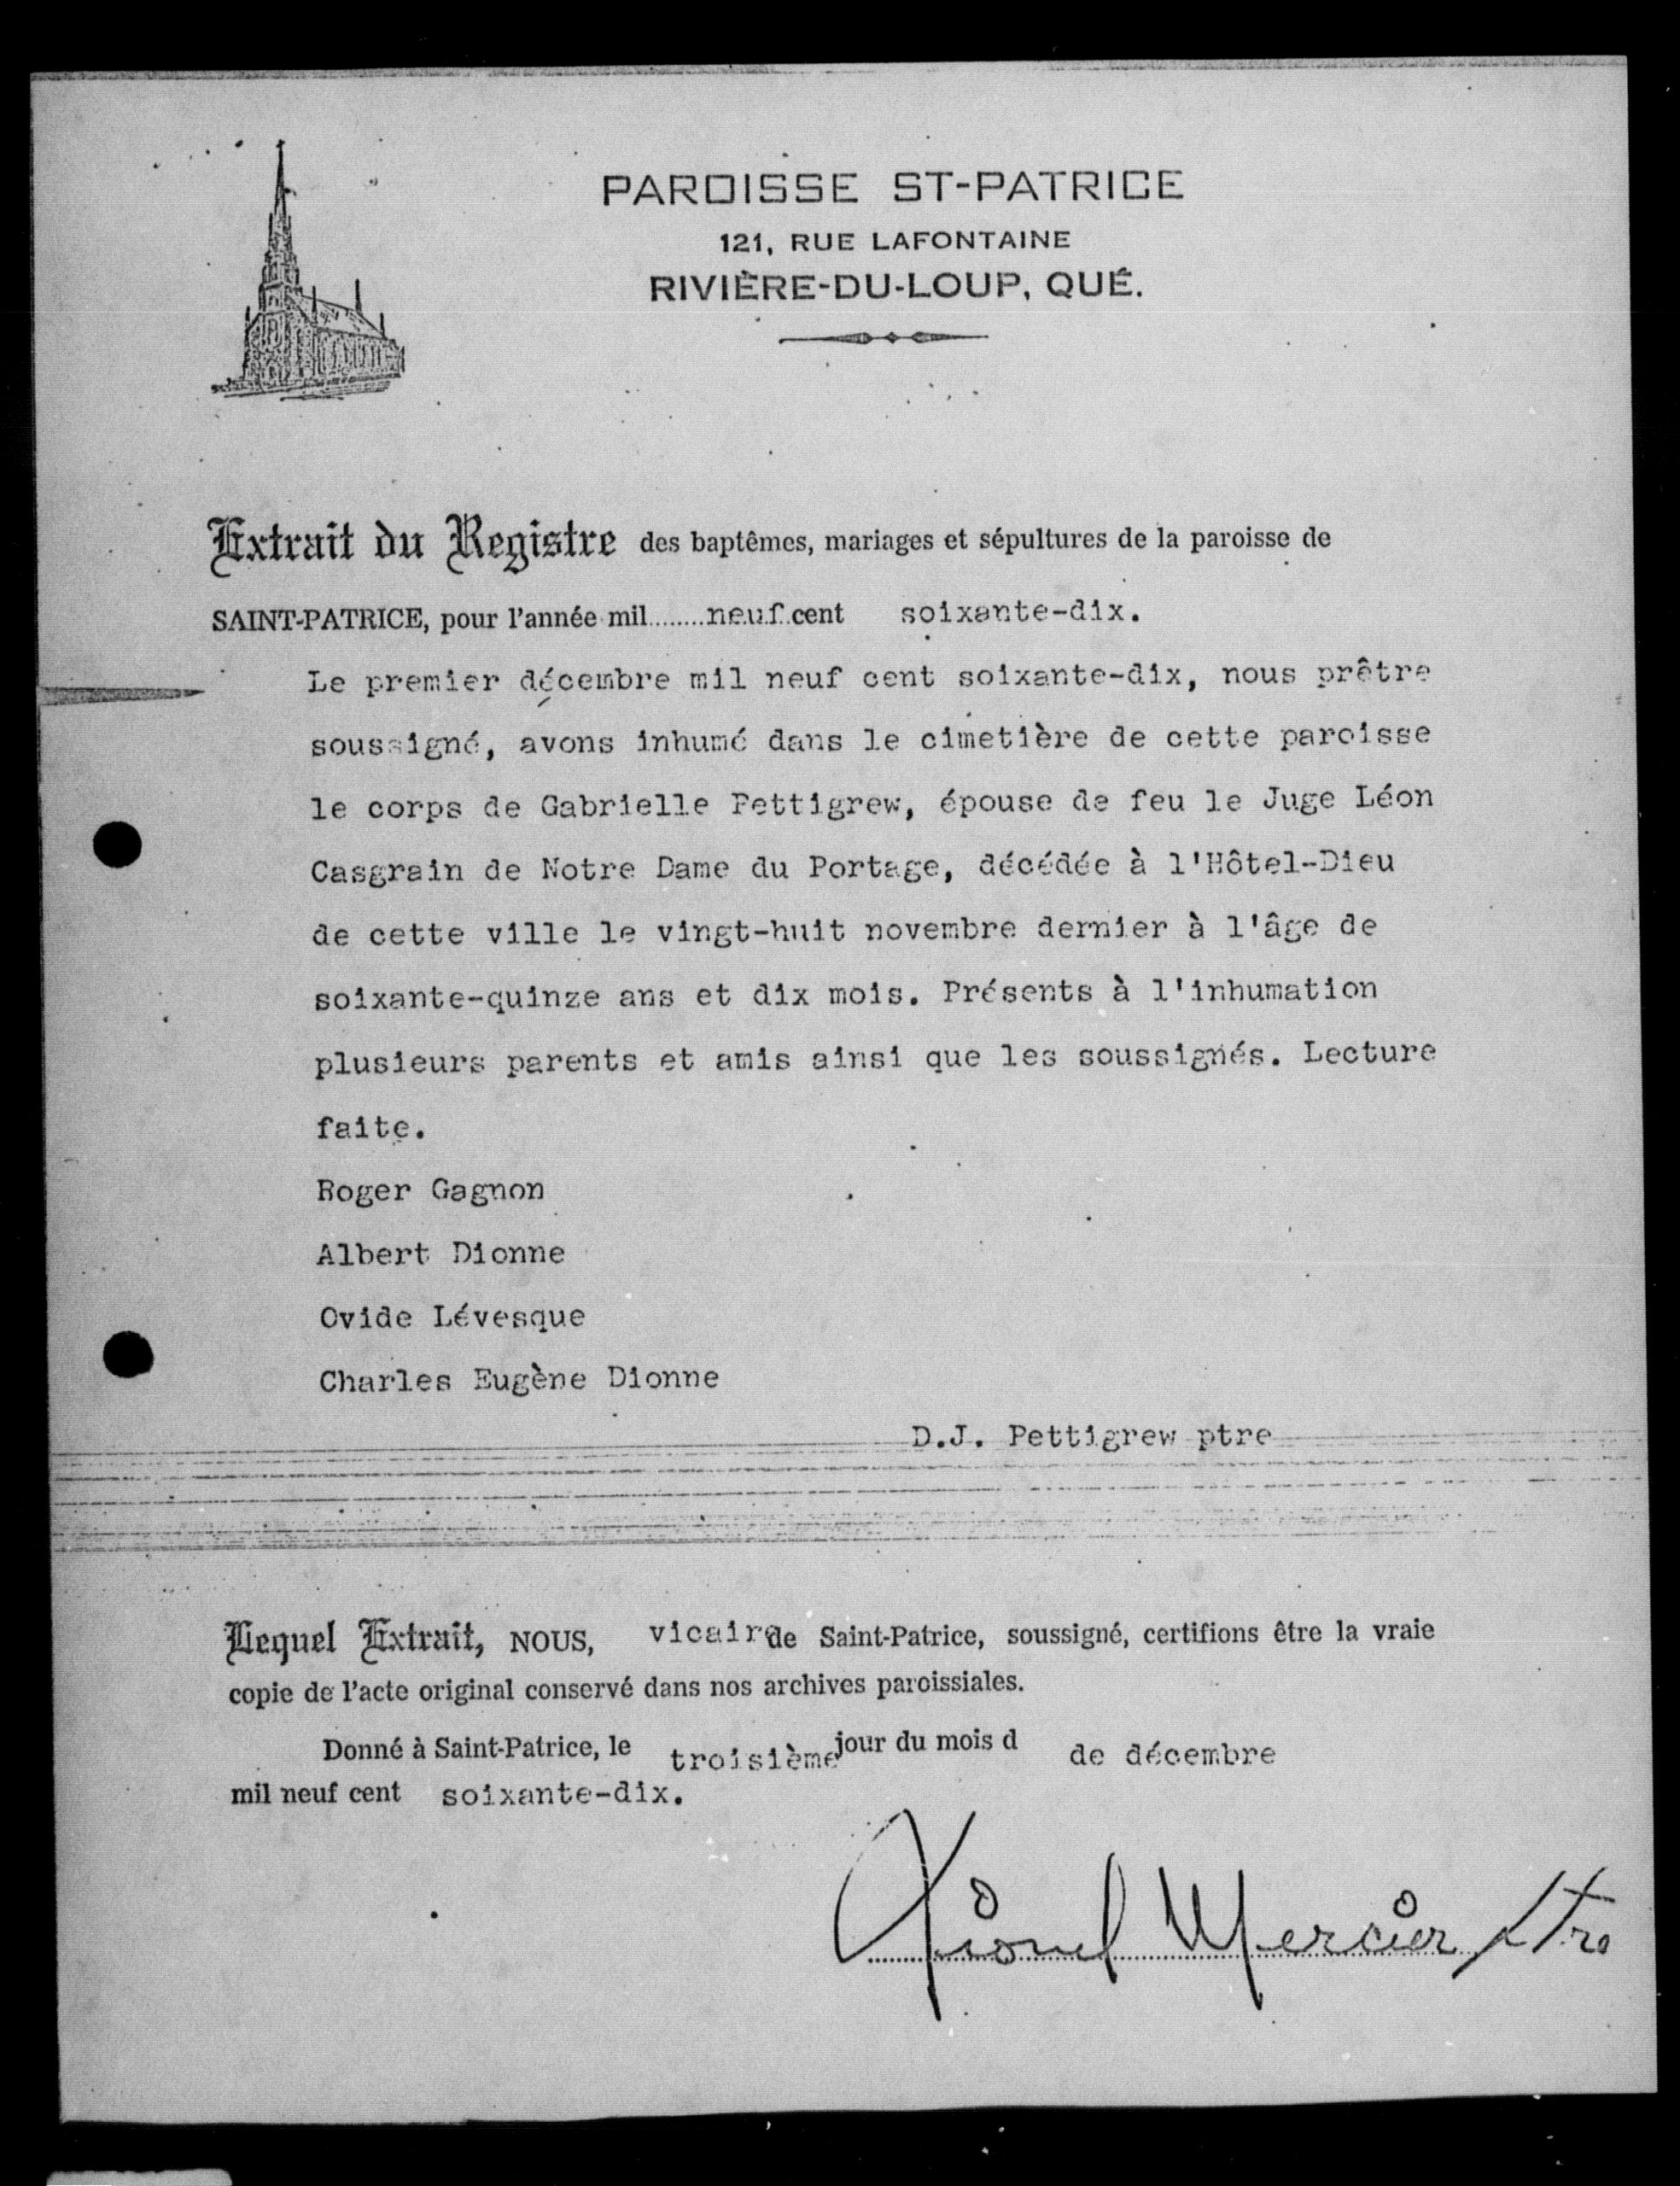 PAROISSE ST-PATRICE
121, RUE LAFONTAINE
RIVIÈRE-DU-LOUP, QUÉ.
Extrait du Registre des baptêmes, mariages et sépultures de la paroisse de
SAINT-PATRICE, pour l'année mil........neuf..cent soixante-dix.
Le premier décembre mil neuf cent soixante-dix, nous prêtre
soussigné, avons inhumé dans le cimetière de cette paroisse
le corps de Gabrielle Pettigrew, épouse de feu le Juge Léon
Casgrain de Notre Dame du Portage, décédée à l'Hôtel-Dieu
de cette ville le vingt-huit novembre dernier à l'âge de
soixante-quinze ans et dix mois. Présents à l'inhumation
plusieurs parents et amis ainsi que les soussignés. Lecture
faite.
Roger Gagnon
Albert Dionne
Ovide Lévesque
Charles Eugène Dionne
D.J. Pettigrew ptre
Lequel Extrait, NOUS, vicaire de Saint-Patrice, soussigné, certifions être la vraie
copie de l'acte original conservé dans nos archives paroissiales.
Donné à Saint-Patrice, le troisième jour du mois d de décembre
mil neuf cent soixante-dix.
Lionel Mercier ptre